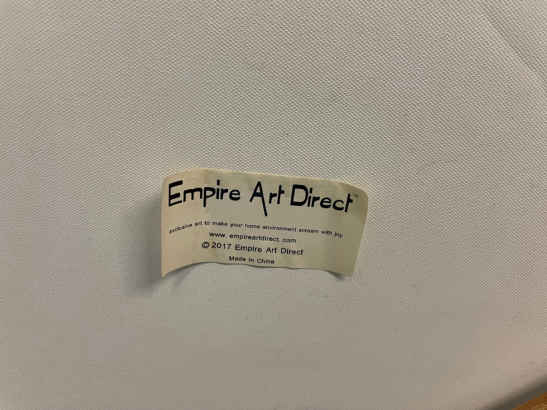 Empire Art Direct™
Exclusive art to make your home environment scream with joy
www.empireartdirect.com
© 2017 Empire Art Direct
Made in China